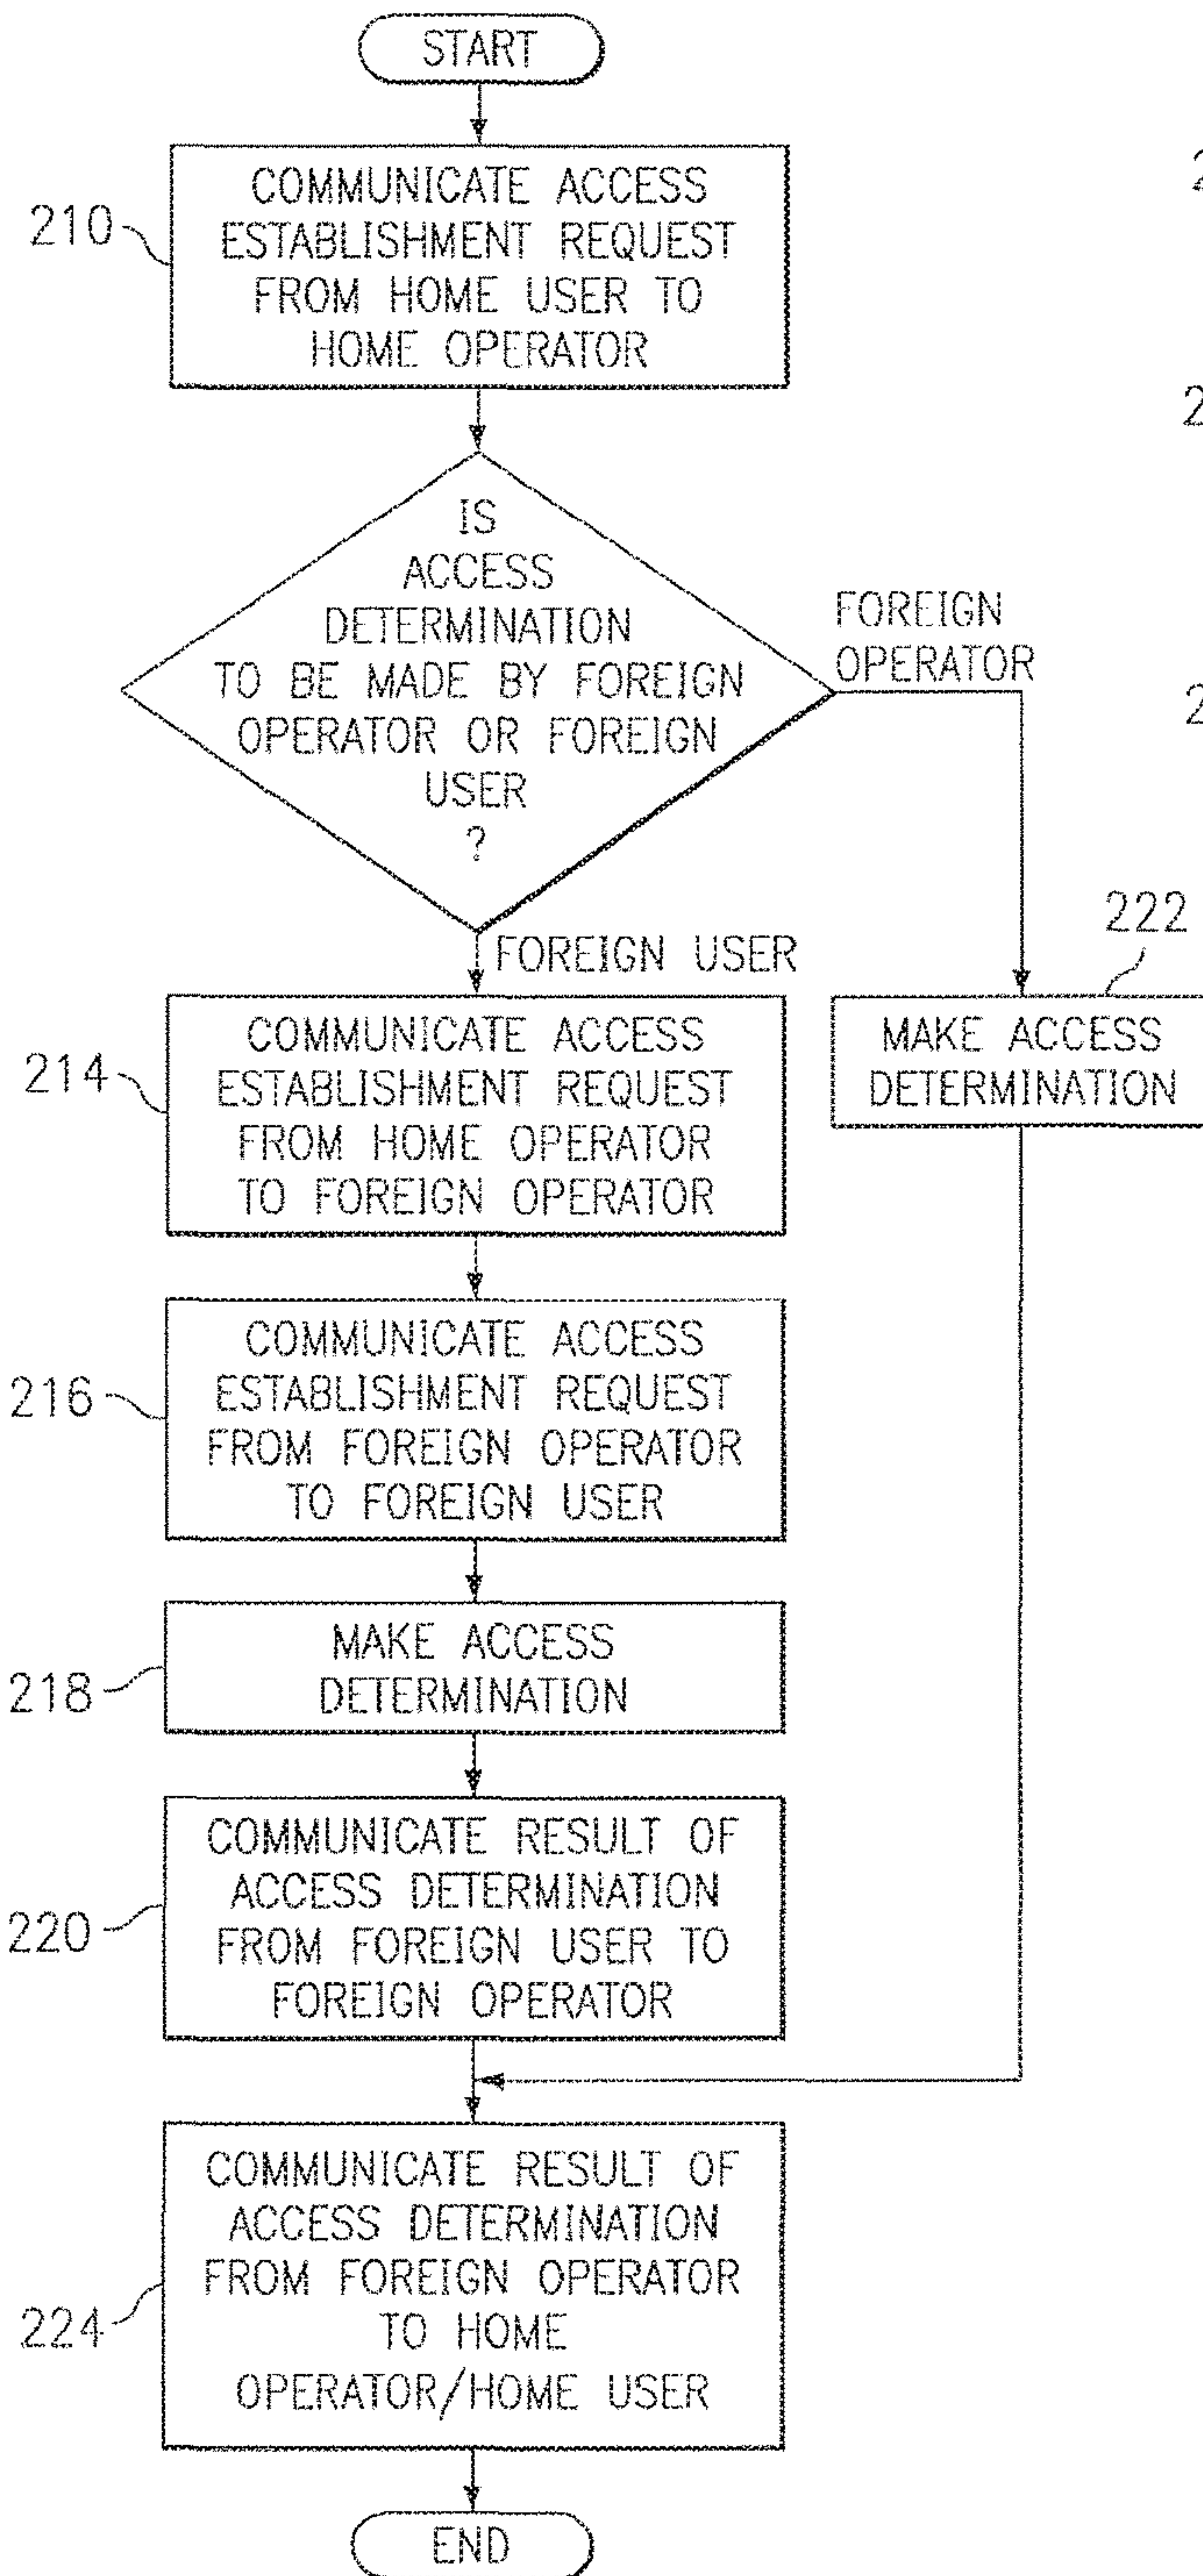 START
210
COMMUNICATE ACCESS
ESTABLISHMENT REQUEST
FROM HOME USER TO
HOME OPERATOR
IS
ACCESS
DETERMINATION
TO BE MADE BY FOREIGN
OPERATOR OR FOREIGN
USER
?
FOREIGN
OPERATOR
FOREIGN USER
222
MAKE ACCESS
DETERMINATION
214
COMMUNICATE ACCESS
ESTABLISHMENT REQUEST
FROM HOME OPERATOR
TO FOREIGN OPERATOR
216
COMMUNICATE ACCESS
ESTABLISHMENT REQUEST
FROM FOREIGN OPERATOR
TO FOREIGN USER
218
MAKE ACCESS
DETERMINATION
220
COMMUNICATE RESULT OF
ACCESS DETERMINATION
FROM FOREIGN USER TO
FOREIGN OPERATOR
224
COMMUNICATE RESULT OF
ACCESS DETERMINATION
FROM FOREIGN OPERATOR
TO HOME
OPERATOR/HOME USER
END